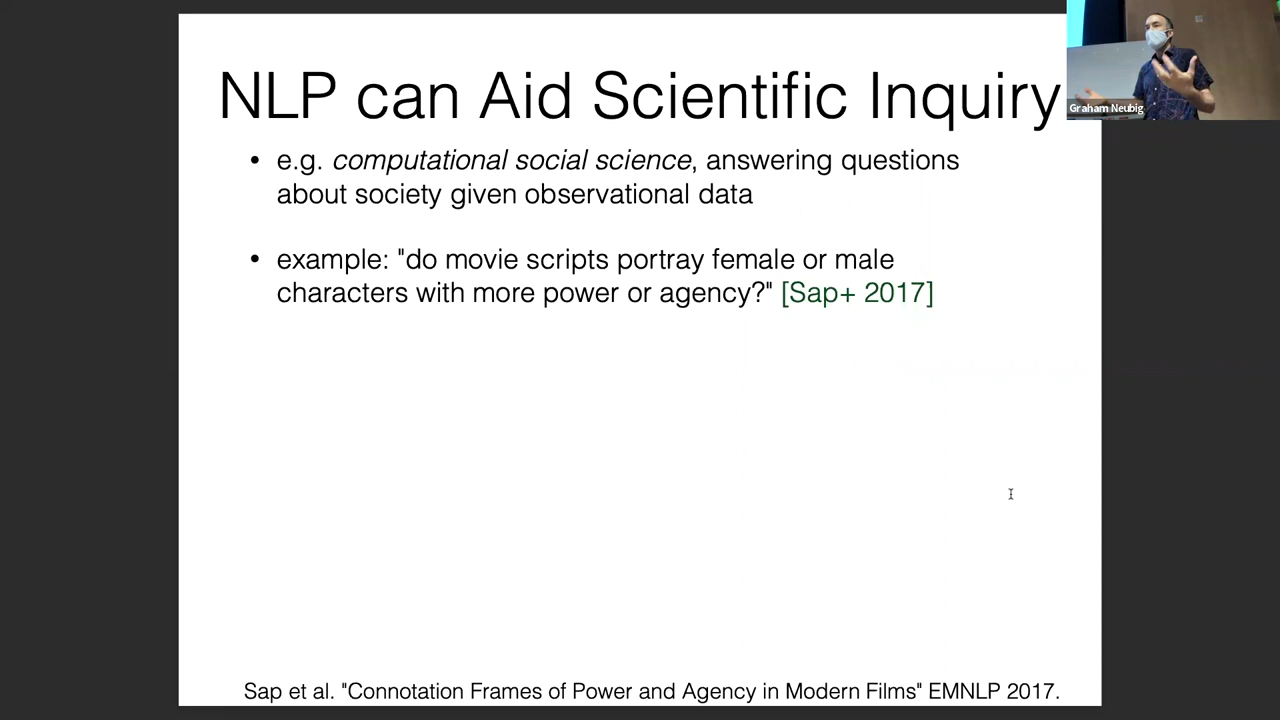 NLP can Aid Scientific Inquiry
Graham Neubig
• e.g. computational social science, answering questions
about society given observational data
• example: "do movie scripts portray female or male
characters with more power or agency?" [Sap+ 2017]
Sap et al. "Connotation Frames of Power and Agency in Modern Films" EMNLP 2017.